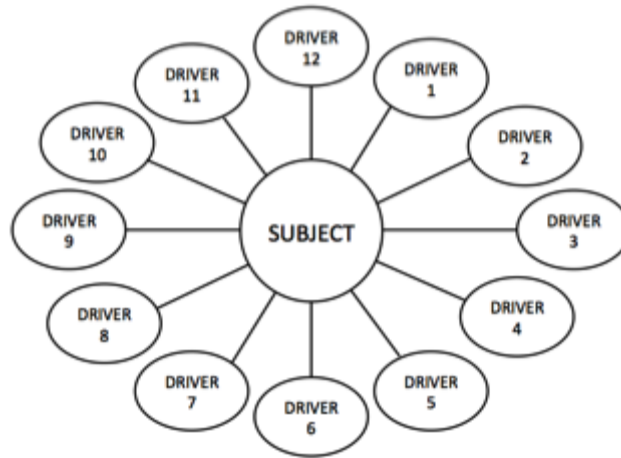 DRIVER
12
DRIVER
1
DRIVER
2
DRIVER
3
DRIVER
4
DRIVER
5
DRIVER
6
DRIVER
7
DRIVER
8
DRIVER
9
DRIVER
10
DRIVER
11
SUBJECT